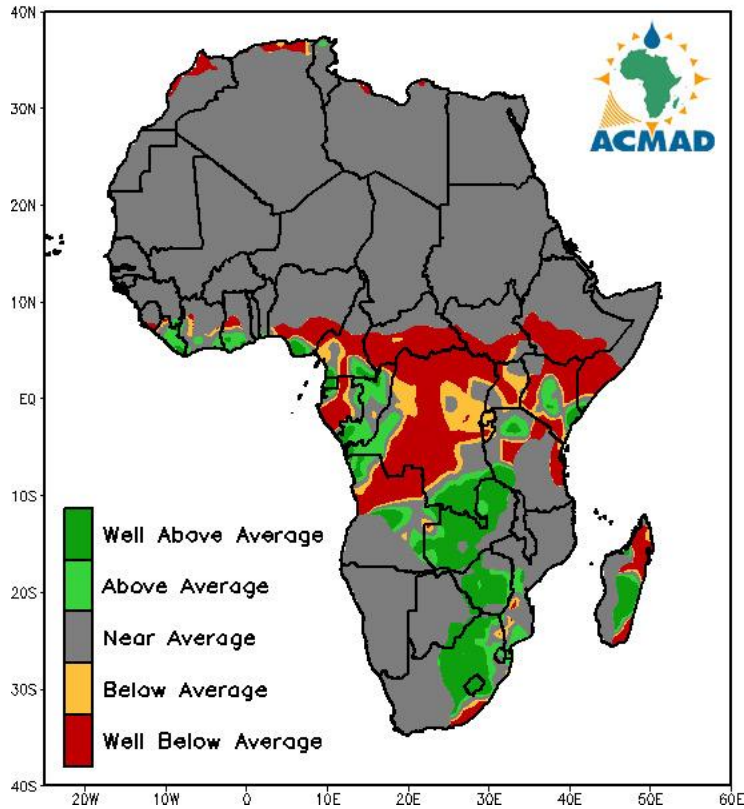 40N
30N
20N
10N
EQ
10S
20S
30S
40S
ACMAD
Well Above Average
Above Average
Near Average
Below Average
Well Below Average
20W 10W 0 10E 20E 30E 40E 50E 60E